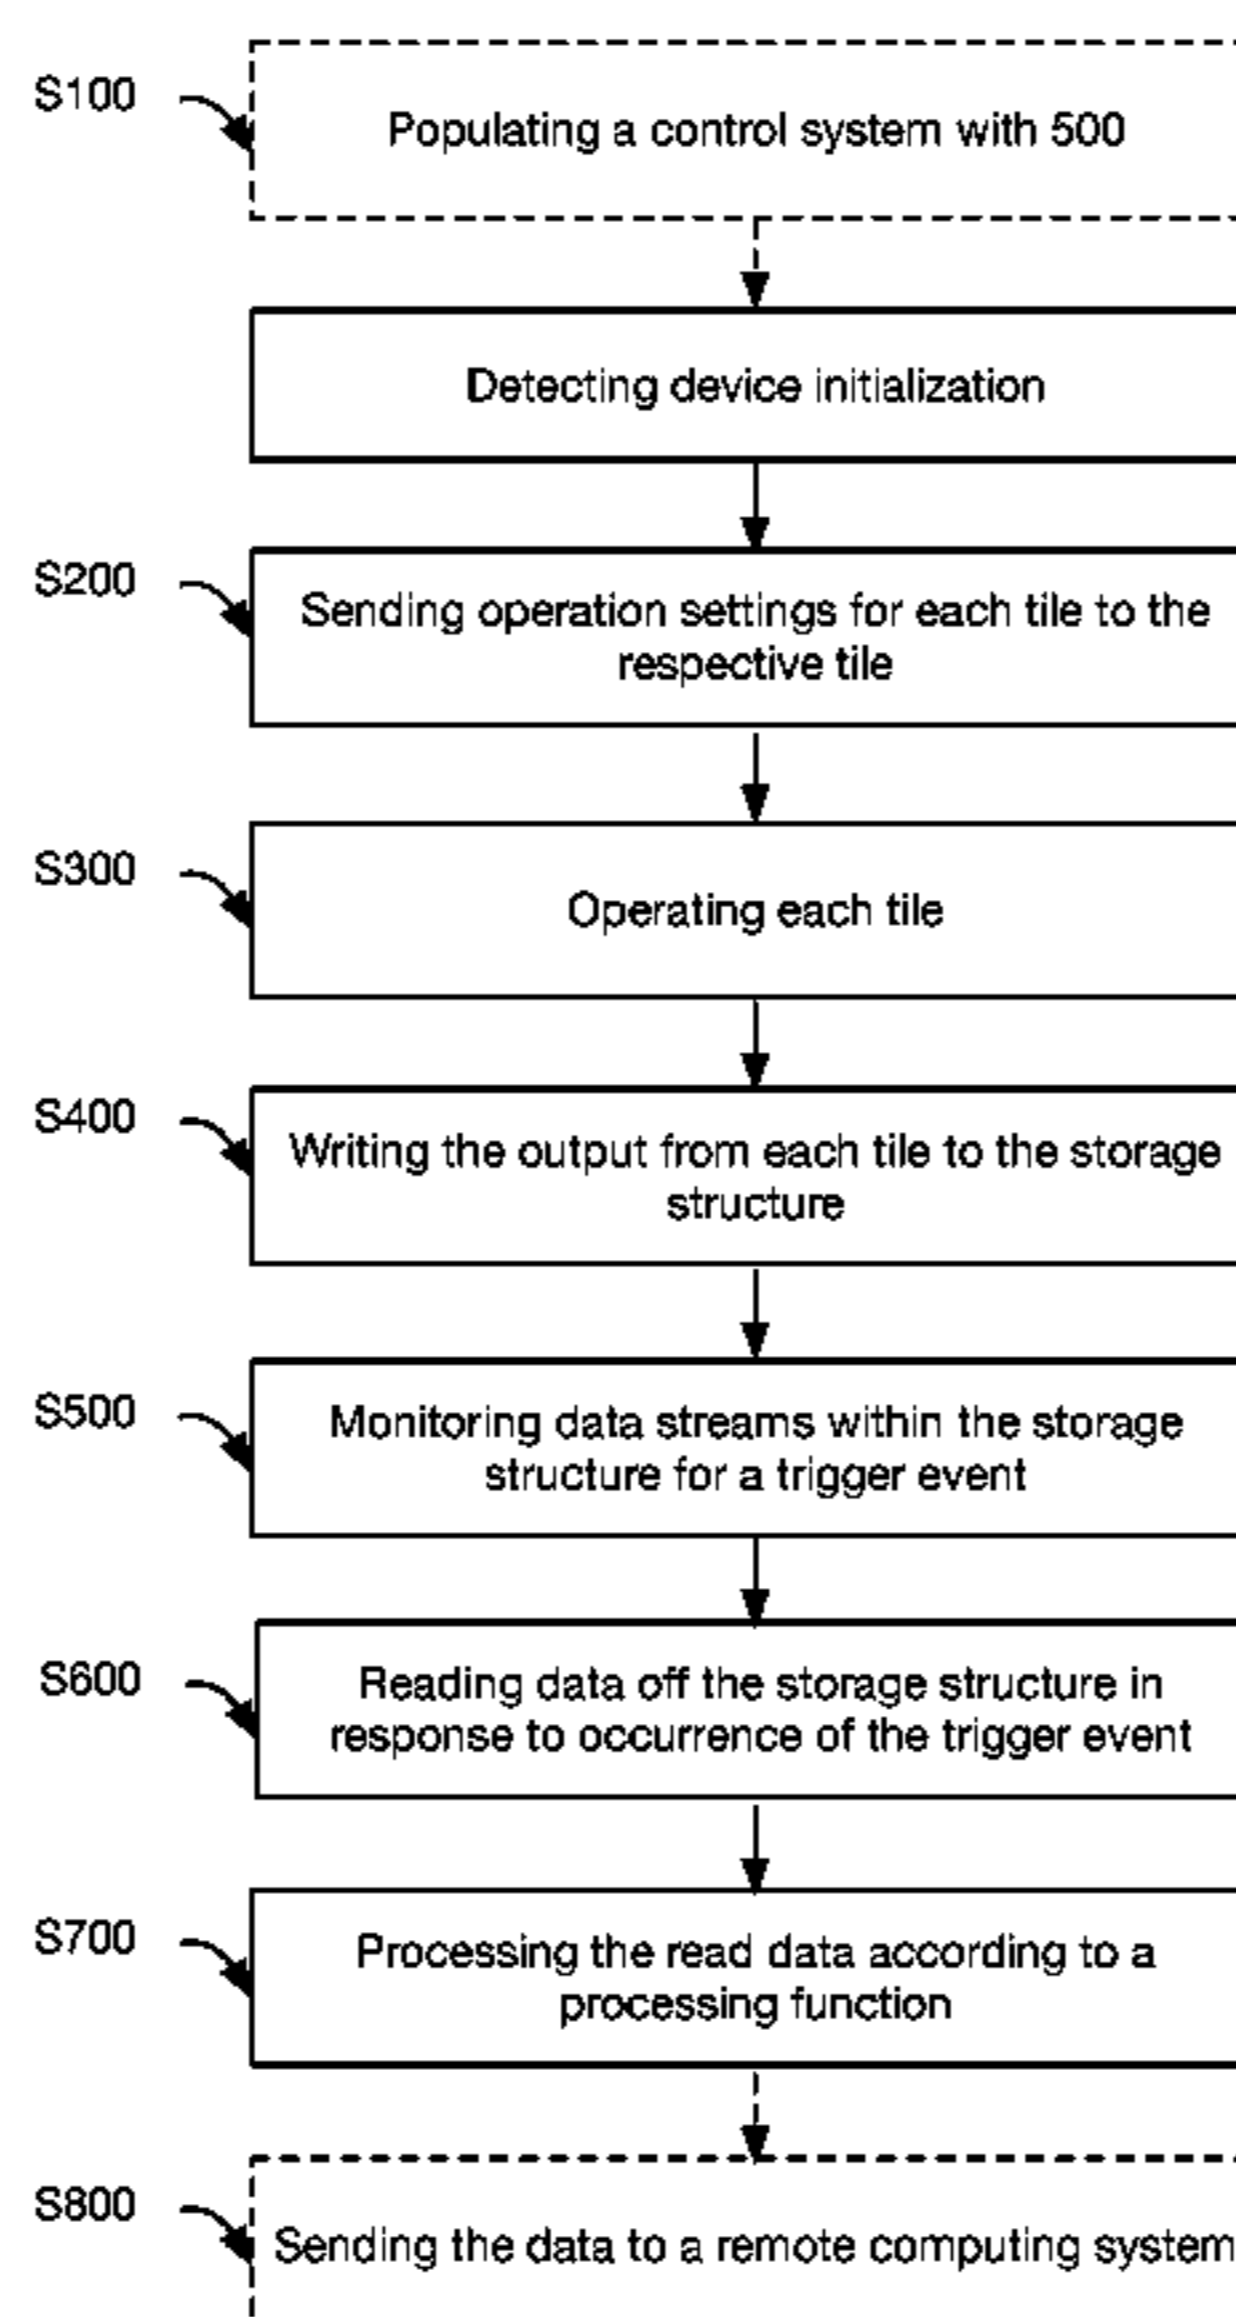 S100
Populating a control system with 500
Detecting device initialization
S200
Sending operation settings for each tile to the
respective tile
S300
Operating each tile
S400
Writing the output from each tile to the storage
structure
S500
Monitoring data streams within the storage
structure for a trigger event
S600
Reading data off the storage structure in
response to occurrence of the trigger event
S700
Processing the read data according to a
processing function
S800
Sending the data to a remote computing system